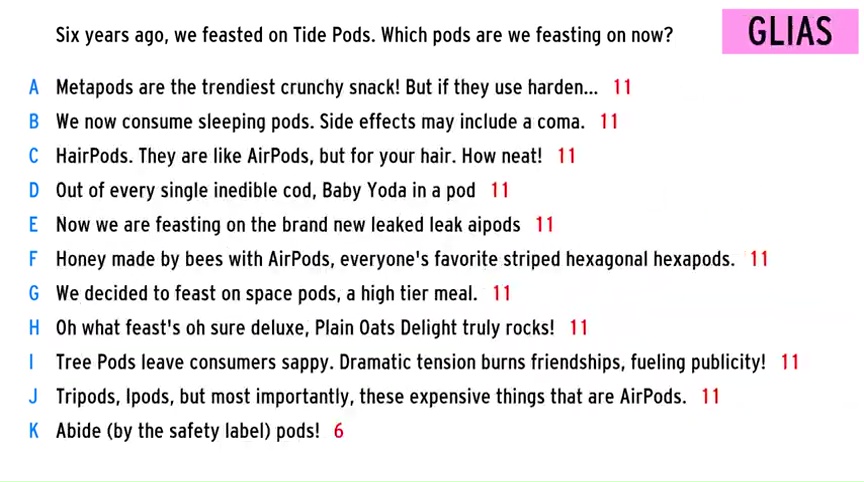 Six years ago, we feasted on Tide Pods. Which pods are we feasting on now? GLIAS
A Metapods are the trendiest crunchy snack! But if they use harden... 11
B We now consume sleeping pods. Side effects may include a coma. 11
C HairPods. They are like AirPods, but for your hair. How neat! 11
D Out of every single inedible cod, Baby Yoda in a pod 11
E Now we are feasting on the brand new leaked leak aipods 11
F Honey made by bees with AirPods, everyone's favorite striped hexagonal hexapods. 11
G We decided to feast on space pods, a high tier meal. 11
H Oh what feast's oh sure deluxe, Plain Oats Delight truly rocks! 11
I Tree Pods leave consumers sappy. Dramatic tension burns friendships, fueling publicity! 11
J Tripods, Ipods, but most importantly, these expensive things that are AirPods. 11
K Abide (by the safety label) pods! 6